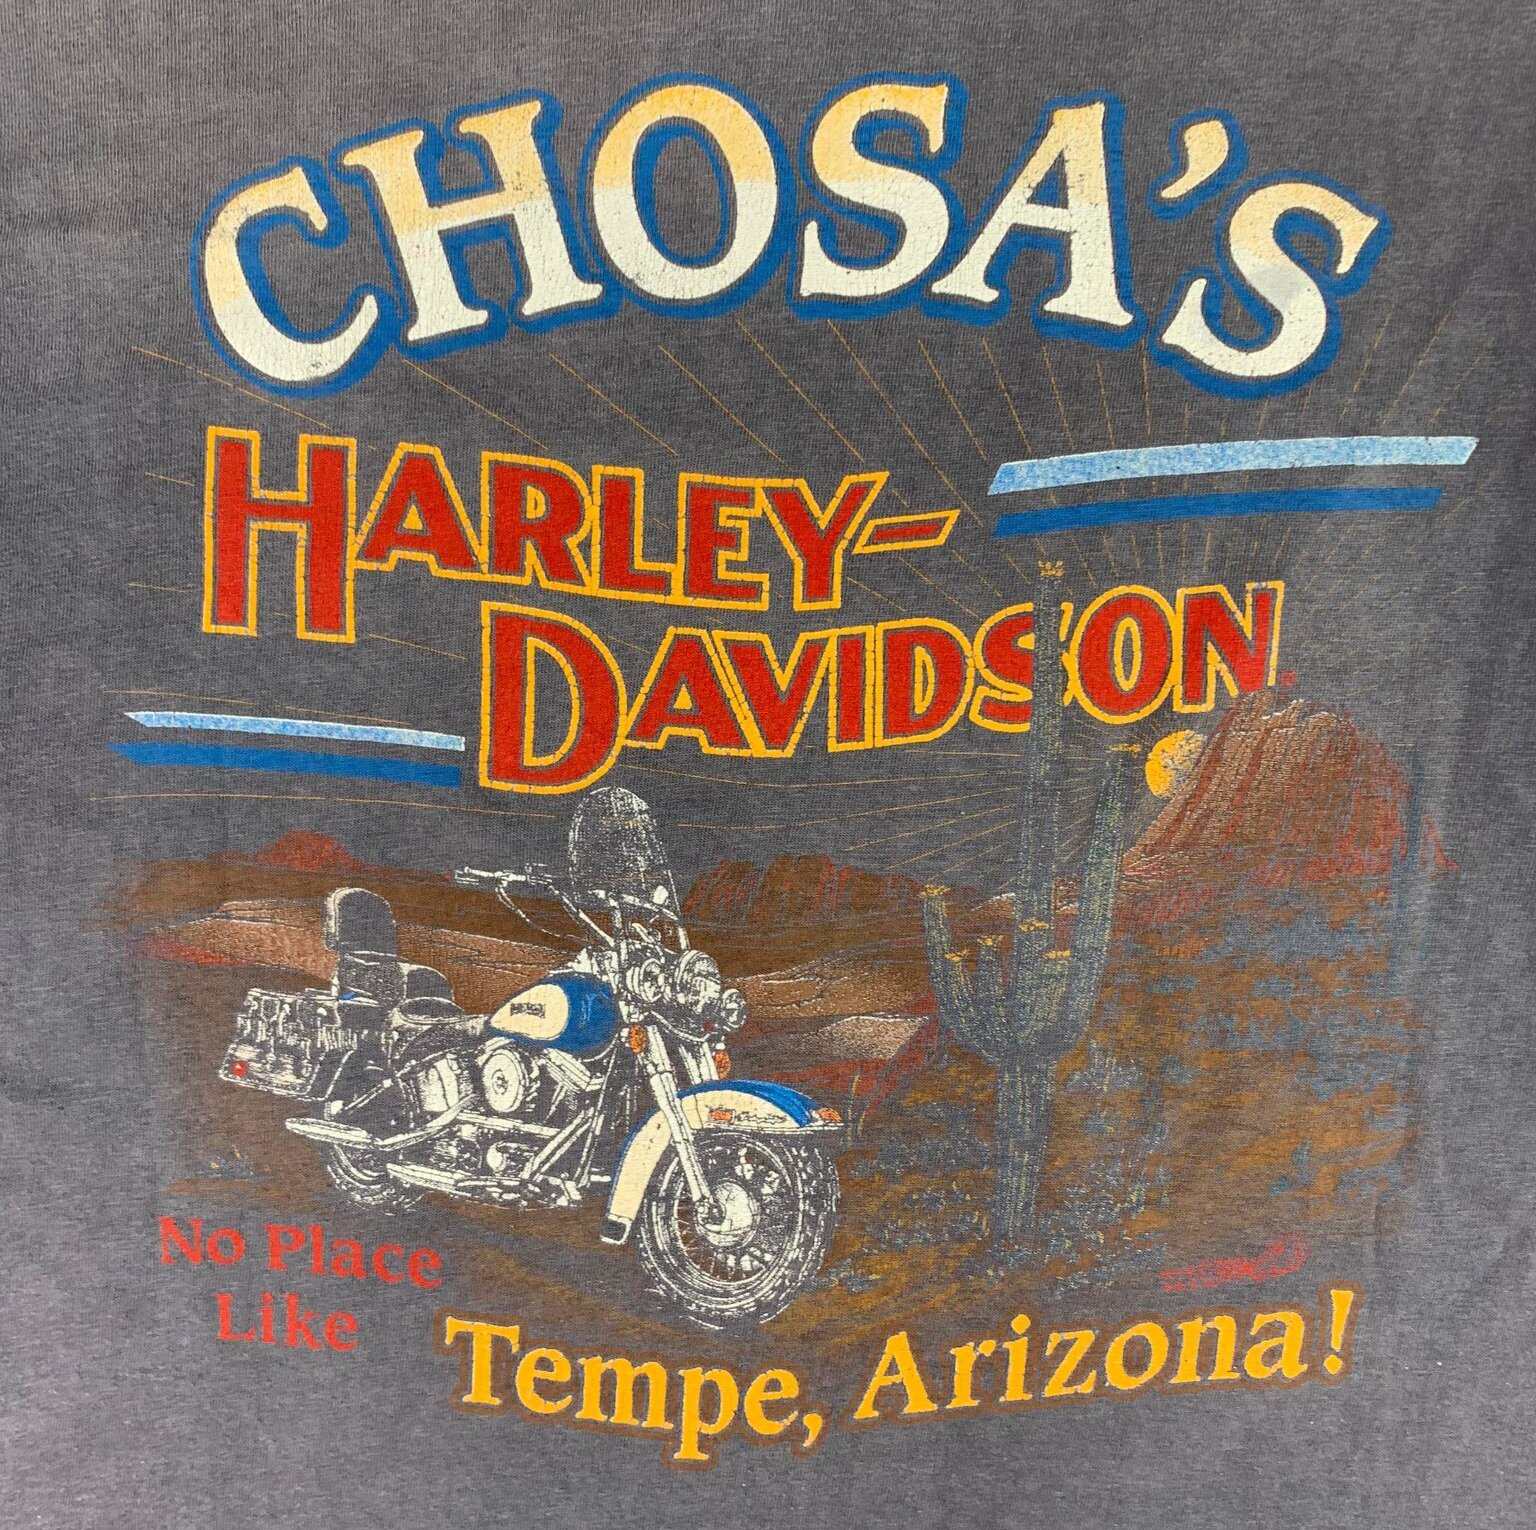 CHOSA'S
HARLEY-
DAVIDSON
No Place
Like
Tempe, Arizona!